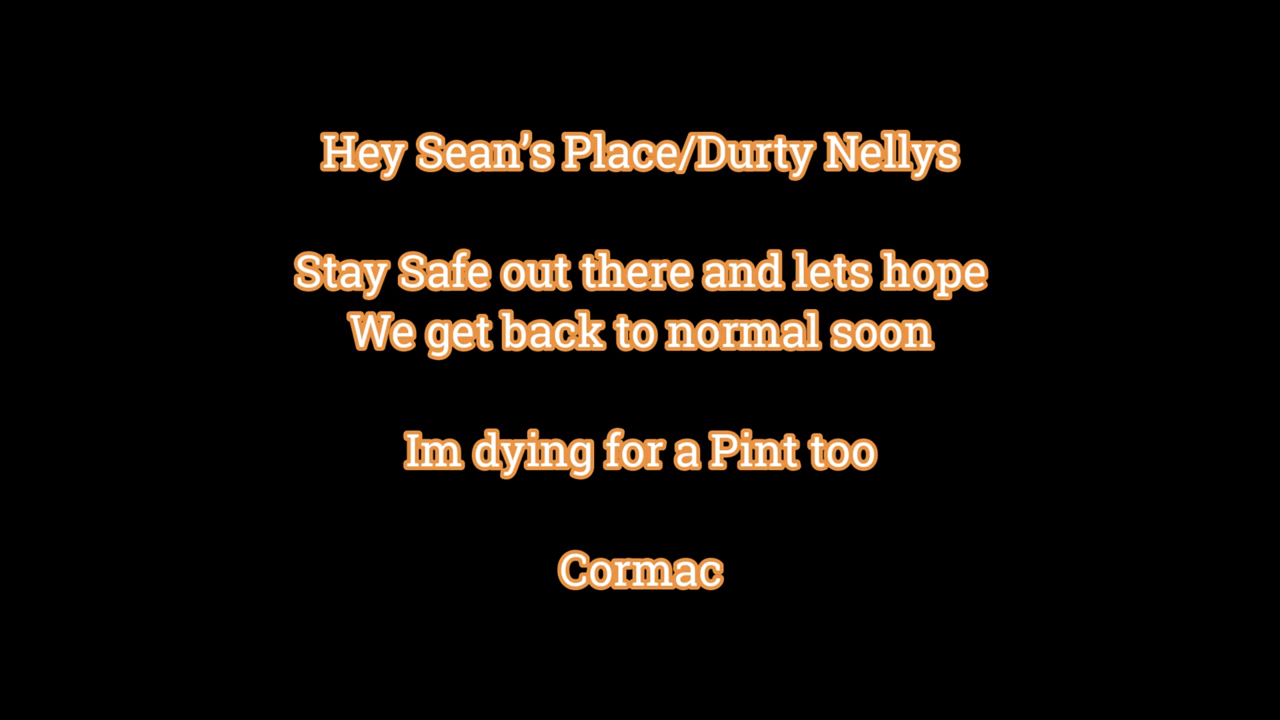 Hey Sean’s Place/Durty Nellys
Stay Safe out there and lets hope
We get back to normal soon
Im dying for a Pint too
Cormac